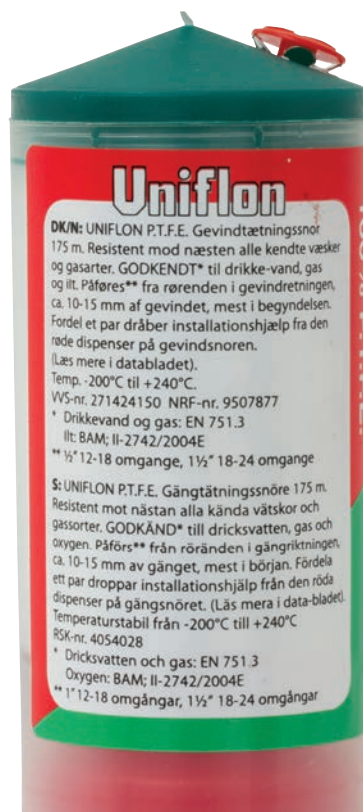 Uniflon
DK/N: UNIFLON P.T.F.E. Gevindtætningssnor
175 m. Resistent mod næsten alle kendte væsker
og gasarter. GODKENDT* til drikke-vand, gas
og ilt. Påføres** fra rørenden i gevindretningen,
ca. 10-15 mm af gevindet, mest i begyndelsen.
Fordel et par dråber installationshjælp fra den
røde dispenser på gevindsnoren.
(Læs mere i databladet).
Temp. -200°C til +240°C.
VVS-nr. 271424150 NRF-nr. 9507877
* Drikkevand og gas: EN 751.3
Ilt: BAM; II-2742/2004E
** ½" 12-18 omgange, 1½" 18-24 omgange
S: UNIFLON P.T.F.E. Gängtätningssnöre 175 m.
Resistent mot nästan alla kända vätskor och
gassorter. GODKÄND* till dricksvatten, gas och
oxygen. Påförs** från röränden i gängriktningen,
ca. 10-15 mm av gänget, mest i början. Fördela
ett par droppar installationshjälp från den röda
dispenser på gängsnöret. (Läs mera i data-bladet)
Temperaturstabil från -200°C till +240°C
RSK-nr. 4054028
* Dricksvatten och gas: EN 751.3
Oxygen: BAM; II-2742/2004E
** 1" 12-18 omgångar, 1½" 18-24 omgångar